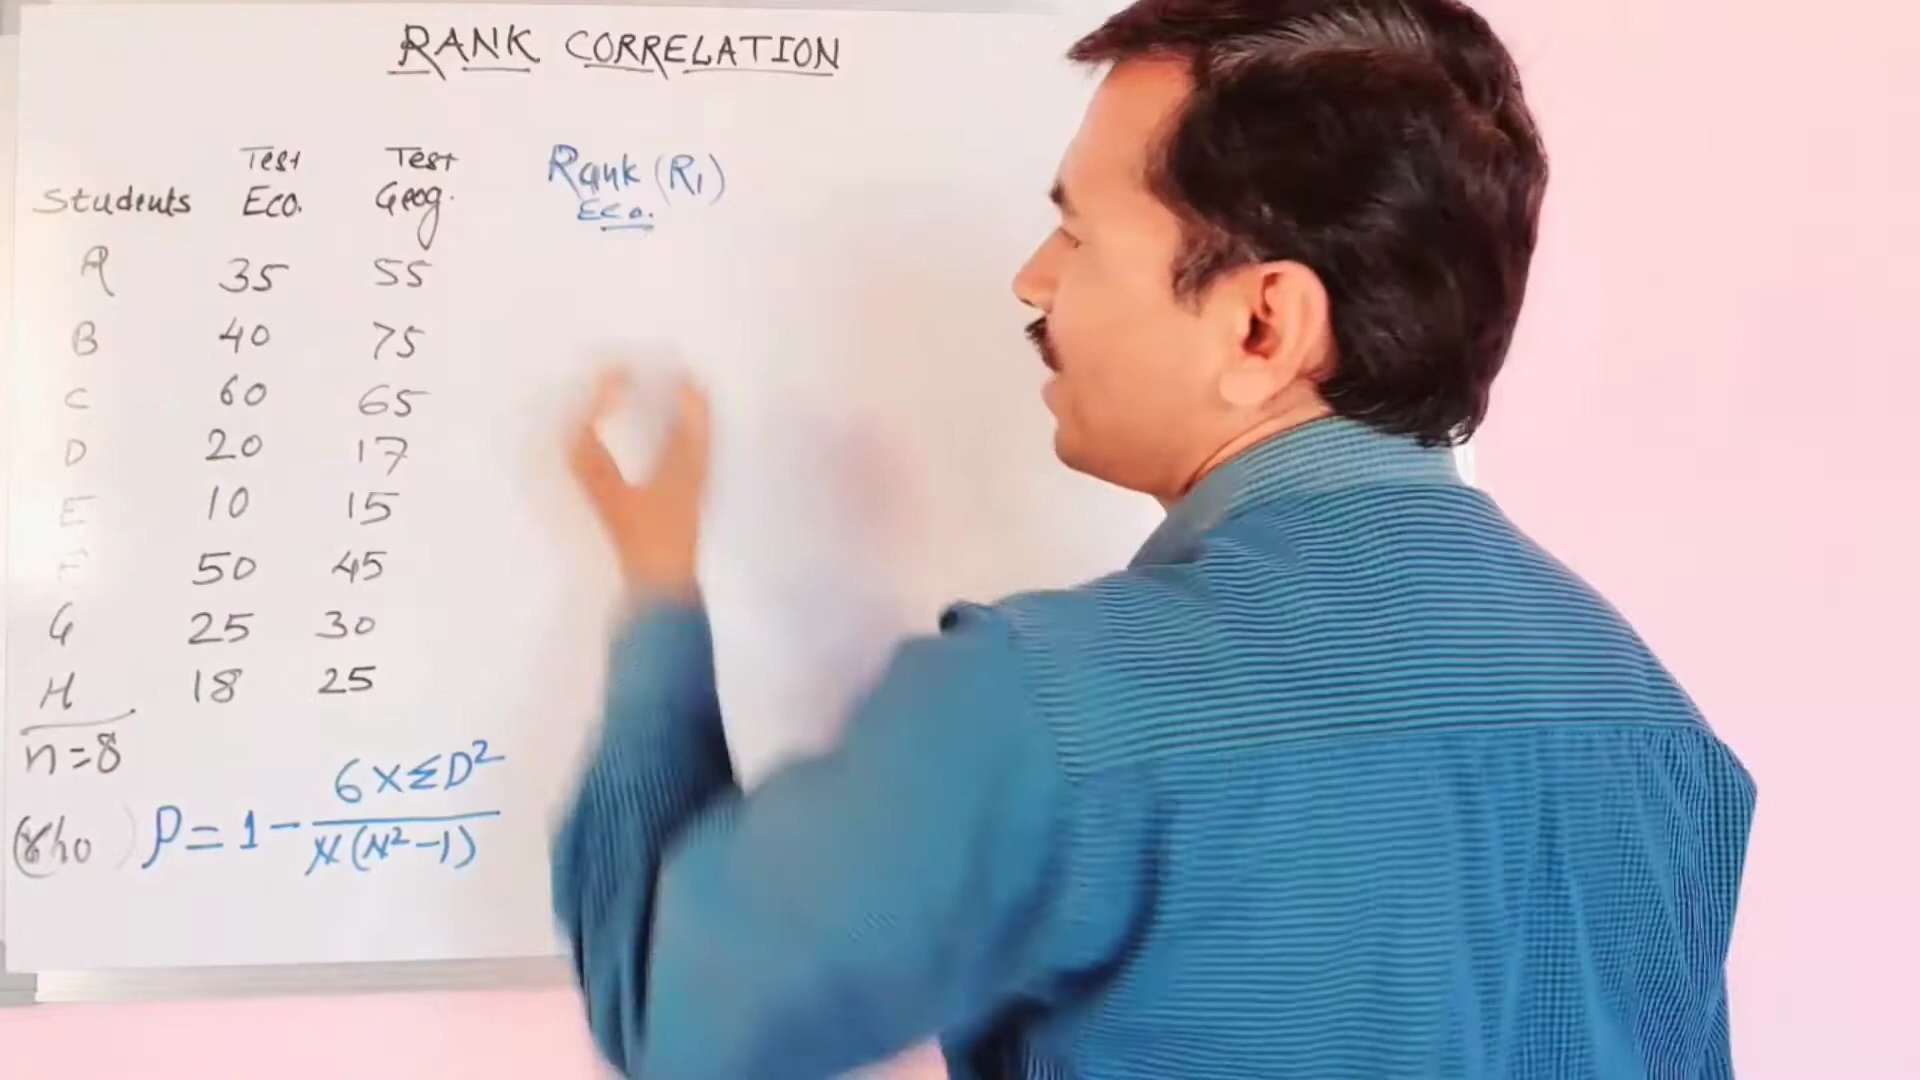 RANK CORRELATION
Students Test Eco. Test Geog. Rank (R1) Eco.
A 35 55
B 40 75
C 60 65
D 20 17
E 10 15
F 50 45
G 25 30
H 18 25
n=8
(rho) ρ = 1 - 6×ΣD² / N(N²-1)